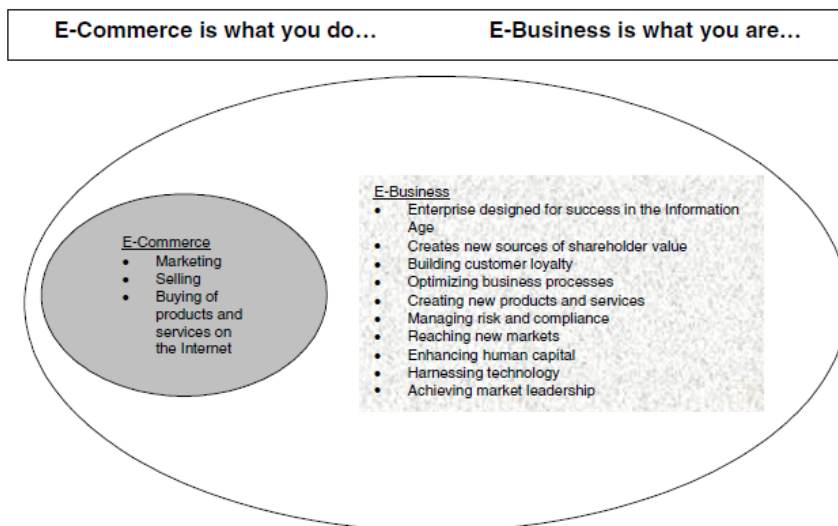 E-Commerce is what you do… E-Business is what you are…
E-Commerce
• Marketing
• Selling
• Buying of
products and
services on
the Internet
E-Business
• Enterprise designed for success in the Information
Age
• Creates new sources of shareholder value
• Building customer loyalty
• Optimizing business processes
• Creating new products and services
• Managing risk and compliance
• Reaching new markets
• Enhancing human capital
• Harnessing technology
• Achieving market leadership